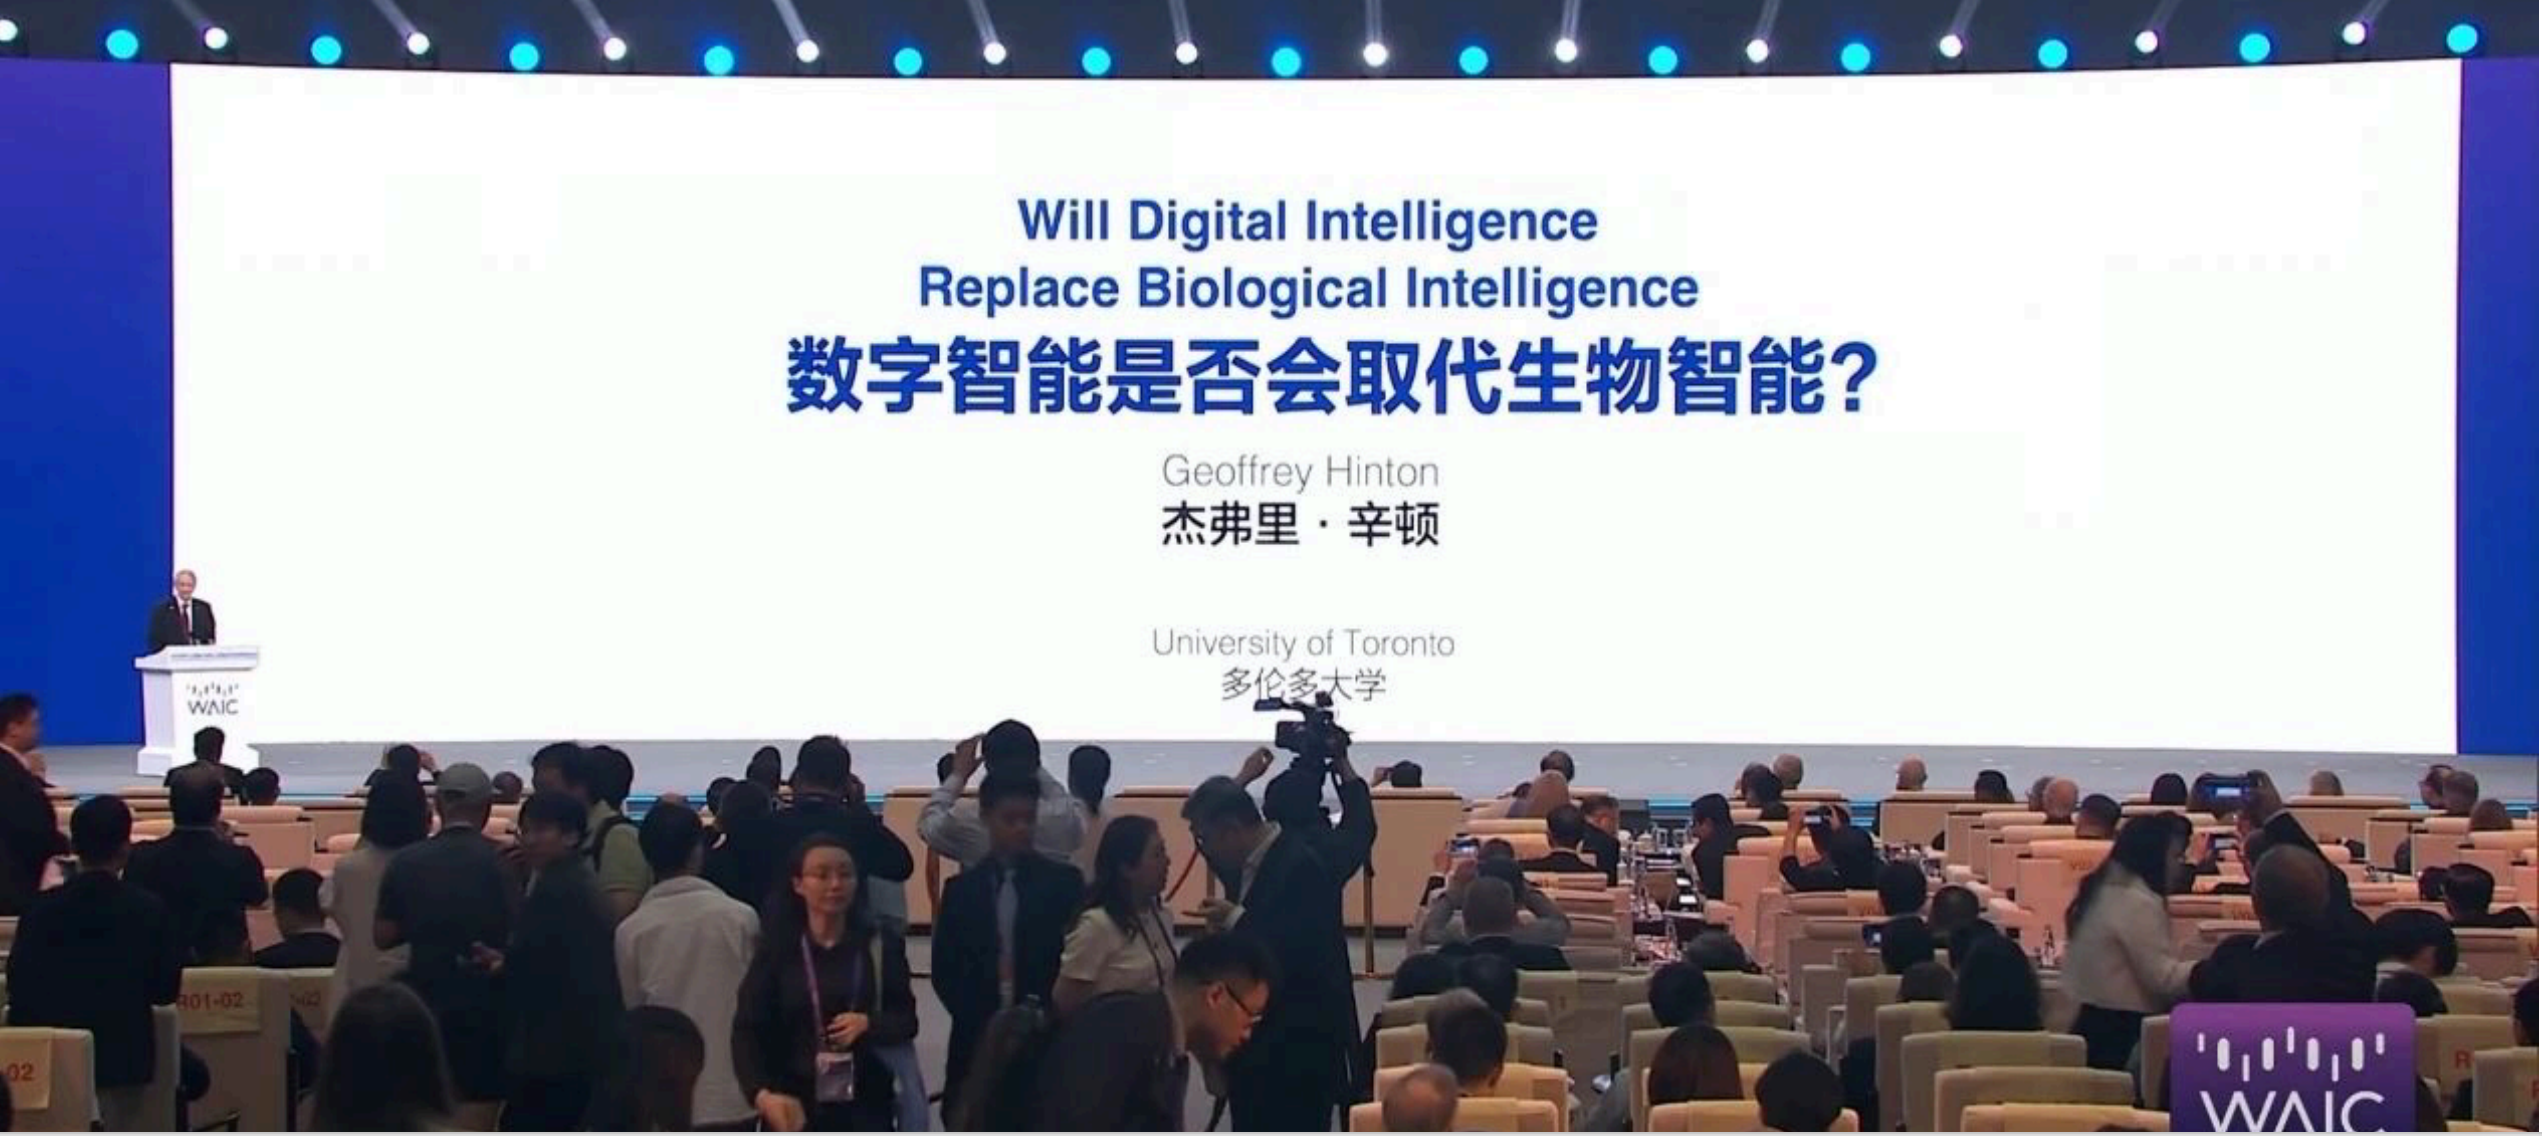 Will Digital Intelligence
Replace Biological Intelligence
数字智能是否会取代生物智能?
Geoffrey Hinton
杰弗里·辛顿
University of Toronto
多伦多大学
WAIC
R01-02
-02
02
WAIC